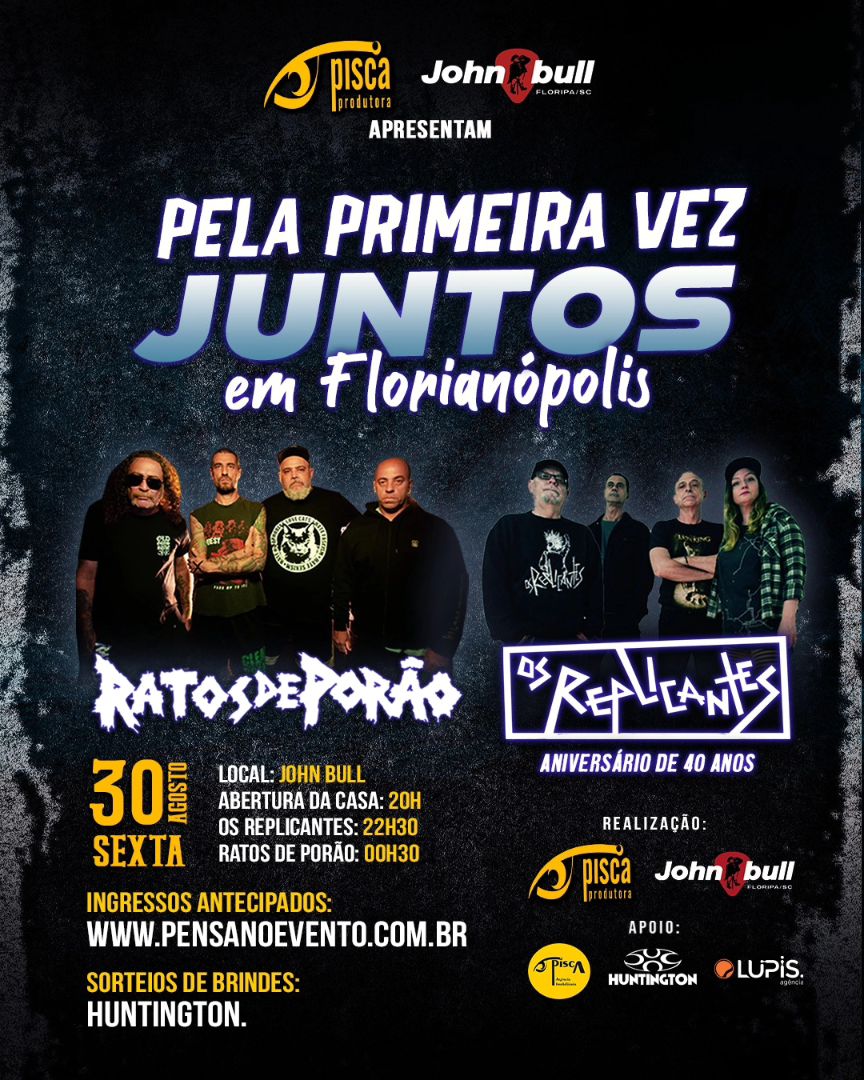 pisca
produtora
John bull
FLORIPA/SC
APRESENTAM
PELA PRIMEIRA VEZ
JUNTOS
em Florianópolis
OS REPLICANTES
RATOS DE PORÃO
OS REPLICANTES
ANIVERSÁRIO DE 40 ANOS
30 AGOSTO
SEXTA
LOCAL: JOHN BULL
ABERTURA DA CASA: 20H
OS REPLICANTES: 22H30
RATOS DE PORÃO: 00H30
INGRESSOS ANTECIPADOS:
WWW.PENSANOEVENTO.COM.BR
SORTEIOS DE BRINDES:
HUNTINGTON.
REALIZAÇÃO:
pisca
produtora
John bull
FLORIPA/SC
APOIO:
PISCA
HUNTINGTON
LUPIS.
agência